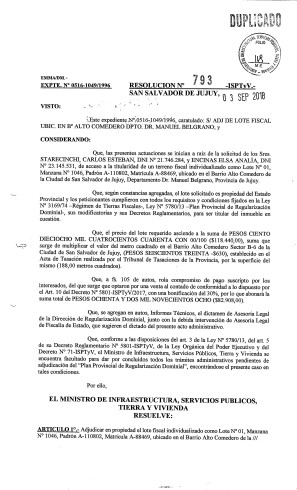 DUPLICADO
EMMA/DM.-
EXPTE. Nº 0516-1049/1996
RESOLUCION Nº 793 -ISPTyV.-
SAN SALVADOR DE JUJUY, 03 SEP 2018
VISTO:
Este expediente Nº 0516-1049/1996, caratulado: S/ ADJ DE LOTE FISCAL
UBIC. EN Bº ALTO COMEDERO DPTO. DR. MANUEL BELGRANO, y
CONSIDERANDO:
Que, las presentes actuaciones se inician a raíz de la solicitud de los Sres.
STARECINCHI, CARLOS ESTEBAN, DNI Nº 21.746.284, y ENCINAS ELSA ANALÍA, DNI
Nº 23.145.531, de acceso a la titularidad de un terreno fiscal individualizado como Lote Nº 01,
Manzana Nº 1046, Padrón A-110802, Matrícula A-88469, ubicado en el Barrio Alto Comedero de
la Ciudad de San Salvador de Jujuy, Departamento Dr. Manuel Belgrano, Provincia de Jujuy.
Que, según constancias agregadas, el lote solicitado es propiedad del Estado
Provincial y los peticionantes cumplieron con todos los requisitos y condiciones fijados en la Ley
Nº 3169/74 -Régimen de Tierras Fiscales-, Ley Nº 5780/13 -Plan Provincial de Regularización
Dominial-, sus modificatorias y sus Decretos Reglamentarios, para ser titular del inmueble en
cuestión.
Que, el precio del lote requerido asciende a la suma de PESOS CIENTO
DIECIOCHO MIL CUATROCIENTOS CUARENTA CON 00/100 ($118.440,00), suma que
surge de multiplicar el valor del metro cuadrado en el Barrio Alto Comedero Sector B-6 de la
Ciudad de San Salvador de Jujuy, (PESOS SEISCIENTOS TREINTA -$630), establecido en el
Acta de Tasación realizada por el Tribunal de Tasaciones de la Provincia, por la superficie del
mismo (188,00 metros cuadrados).
Que, a fs. 105 de autos, rola compromiso de pago suscripto por los
interesados, del que surge que optaron por una venta al contado de conformidad a lo dispuesto por
el Art. 10 del Decreto Nº 5801-ISPTyV/2017, con una bonificación del 30%, por lo que abonará la
suma total de PESOS OCHENTA Y DOS MIL NOVECIENTOS OCHO ($82.908,00).
Que, se agregan en autos, Informes Técnicos, el dictamen de Asesoría Legal
de la Dirección de Regularización Dominial, junto con la debida intervención de Asesoría Legal
de Fiscalía de Estado, que sugieren el dictado del presente acto administrativo.
Que, conforme a las disposiciones del art. 3 de la Ley Nº 5780/13, del art. 5
de su Decreto Reglamentario Nº 5801-ISPTyV, de la Ley Orgánica del Poder Ejecutivo y del
Decreto Nº 71-ISPTyV, el Ministro de Infraestructura, Servicios Públicos, Tierra y Vivienda se
encuentra facultado para dar por concluidos todos los trámites administrativos pendientes de
adjudicación del "Plan Provincial de Regularización Dominial", encontrándose el presente caso en
tales condiciones.
Por ello,
EL MINISTRO DE INFRAESTRUCTURA, SERVICIOS PUBLICOS,
TIERRA Y VIVIENDA
RESUELVE:
ARTICULO 1º.- Adjudicar en propiedad el lote fiscal individualizado como Lote Nº 01, Manzana
Nº 1046, Padrón A-110802, Matrícula A-88469, ubicado en el Barrio Alto Comedero de la ///